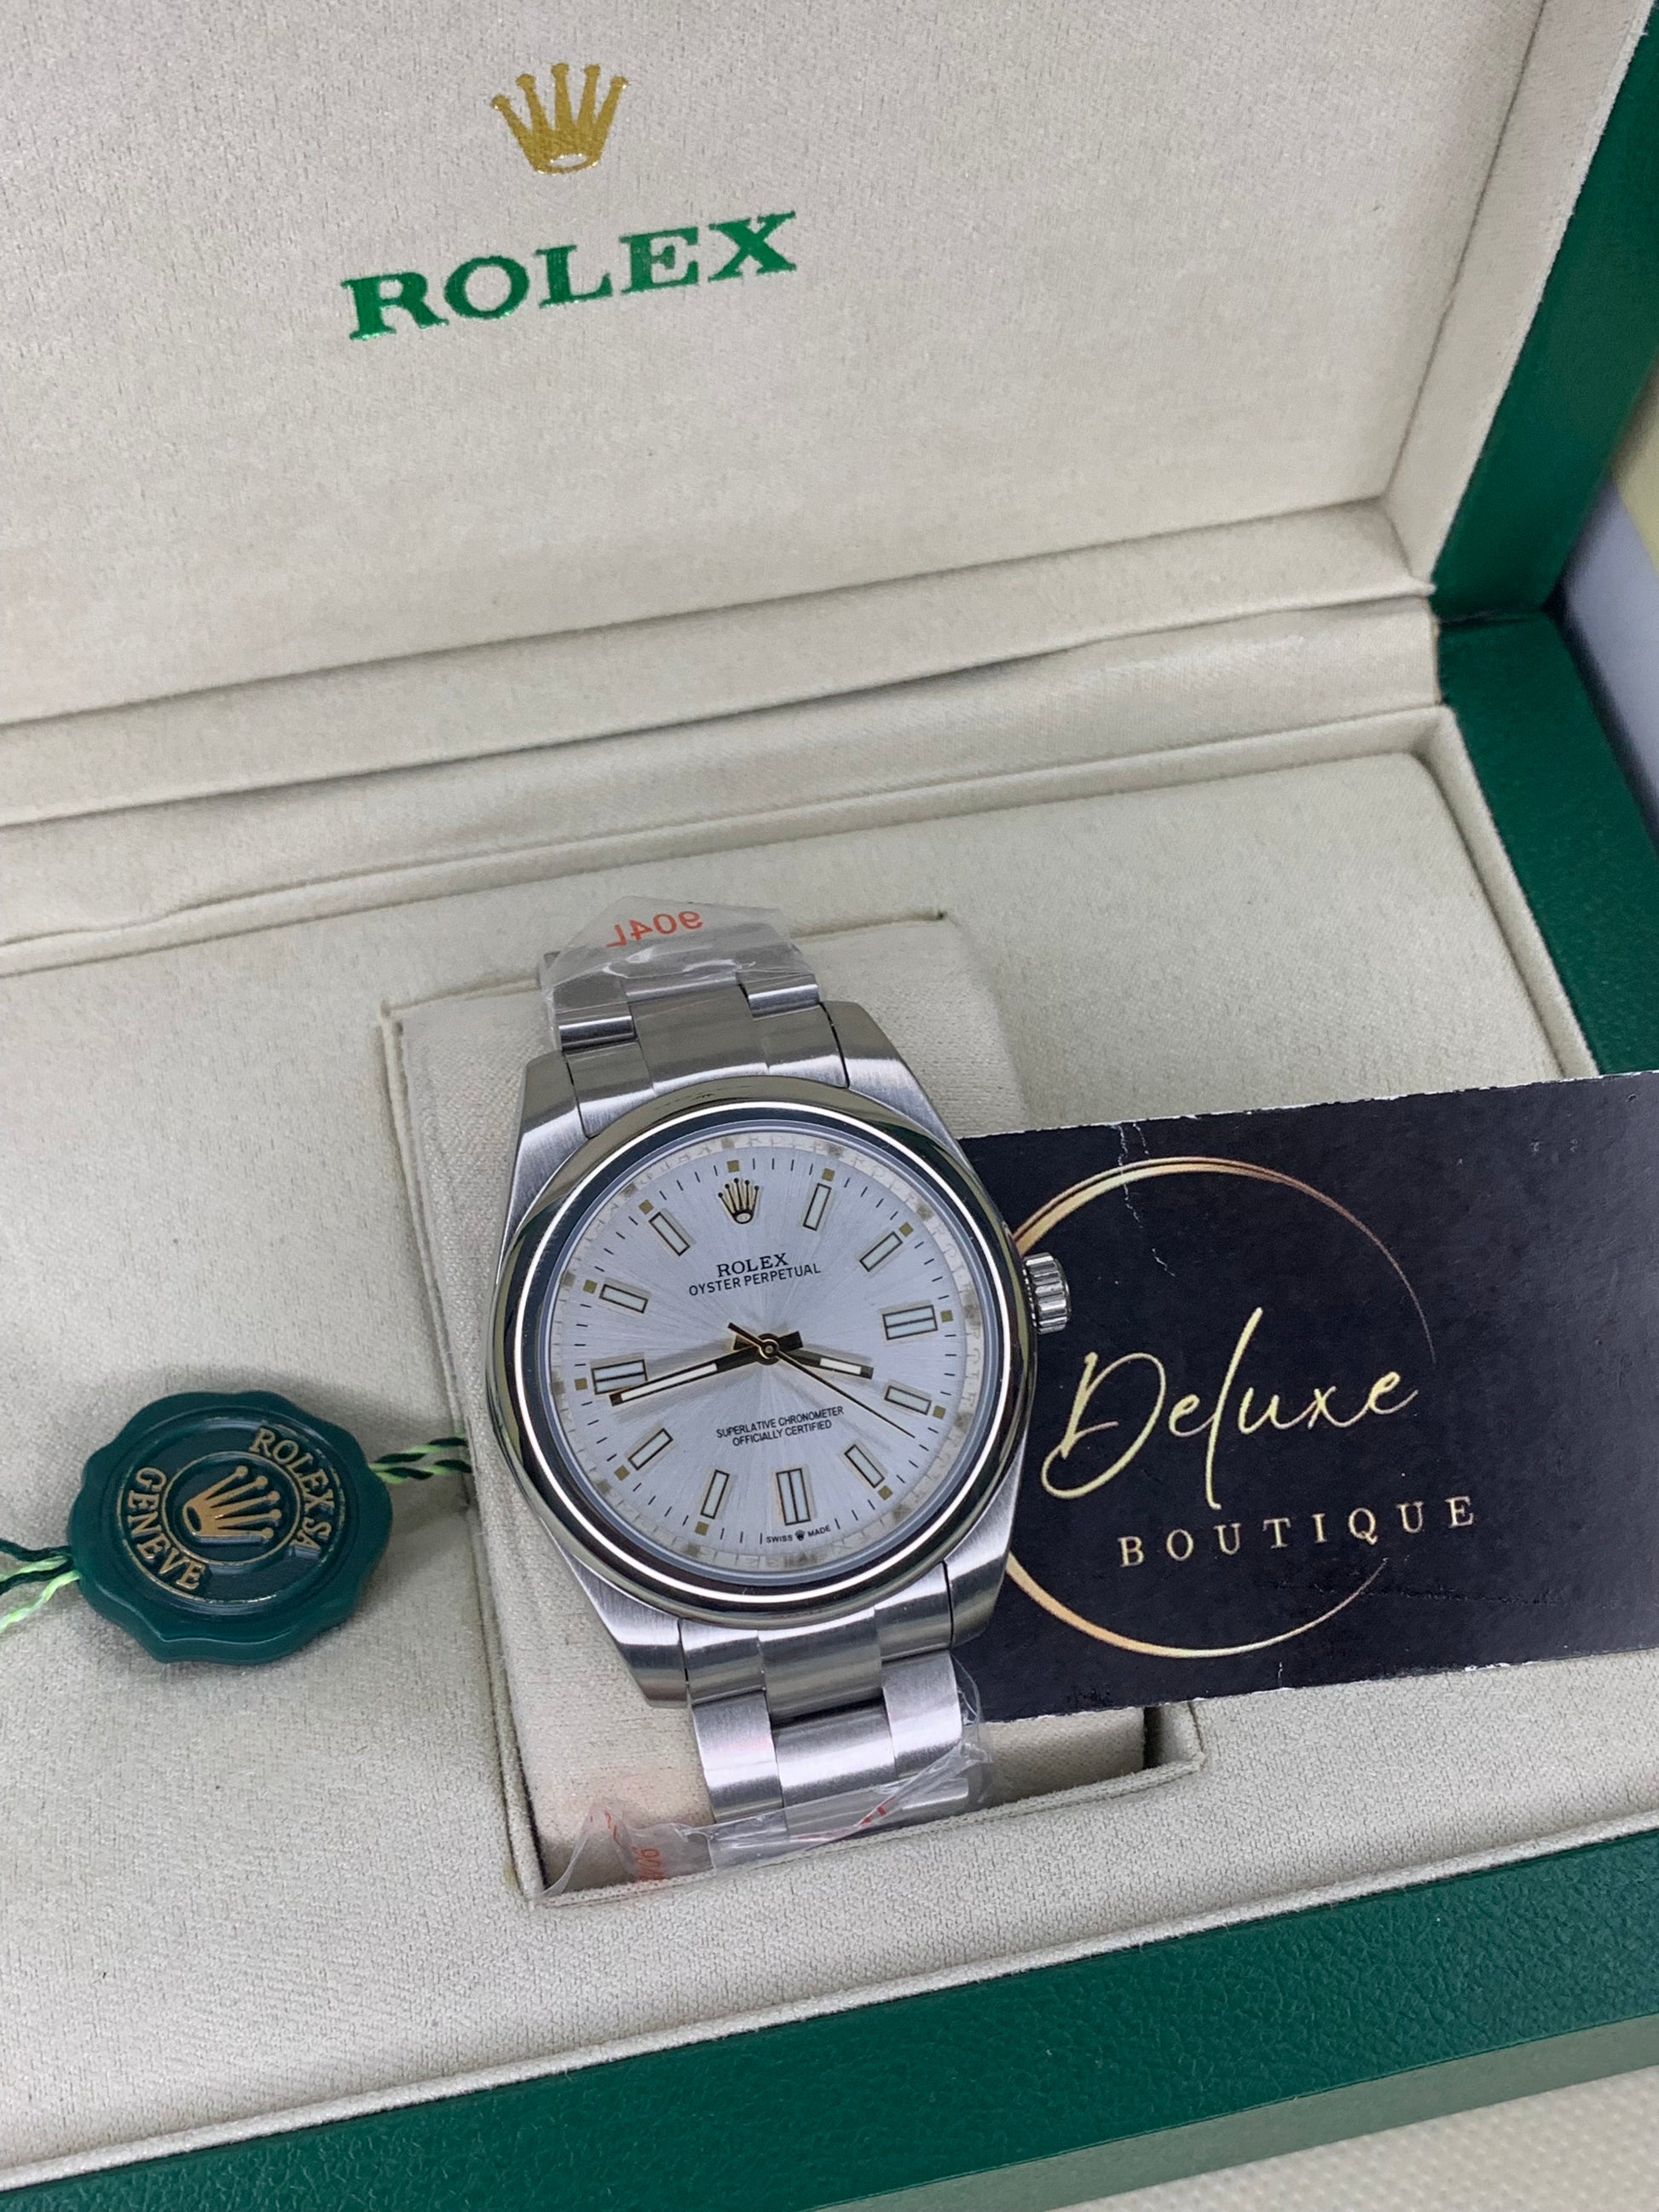 ROLEX
904L
ROLEX
OYSTER PERPETUAL
SUPERLATIVE CHRONOMETER
OFFICIALLY CERTIFIED
SWISS MADE
ROLEX SA
GENEVE
Deluxe
BOUTIQUE